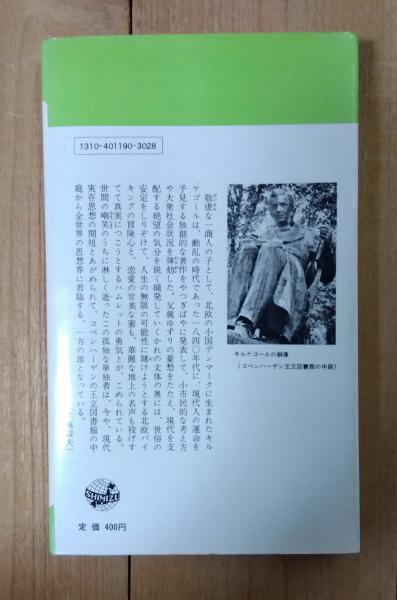 1310-401190-3028
敬虔な一商人の子として、北欧の小国デンマークに生まれたキル
ケゴールは、動乱の時代であった一八四〇年代に、現代人の運命を
予見する独創的な著作をやつぎばやに発表して、小市民的な考え方
や大衆社会状況を弾劾した。父親ゆずりの憂愁をたたえ、現代を支
配する絶望の気分を鋭く摘発していくかれの文体の奥には、世俗の
安定をしりぞけて、人生の無限の可能性に賭けようとする北欧バイ
キングの冒険心と、恋愛の甘美な蜜も、華麗な地上の名声も投げす
てて真実につこうとするハムレットの勇気とが、こめられている。
世間の嘲笑のうちに淋しく逝ったこの孤独な単独者は、今や、現代
実存思想の開祖とあがめられて、コペンハーゲンの王立図書館の中
庭から全世界の思想界に君臨する、一方の雄となっている。
夫)
キルケゴールの銅像
(コペンハーゲン王立図書館の中庭)
SHIMIZU
定 価 400円